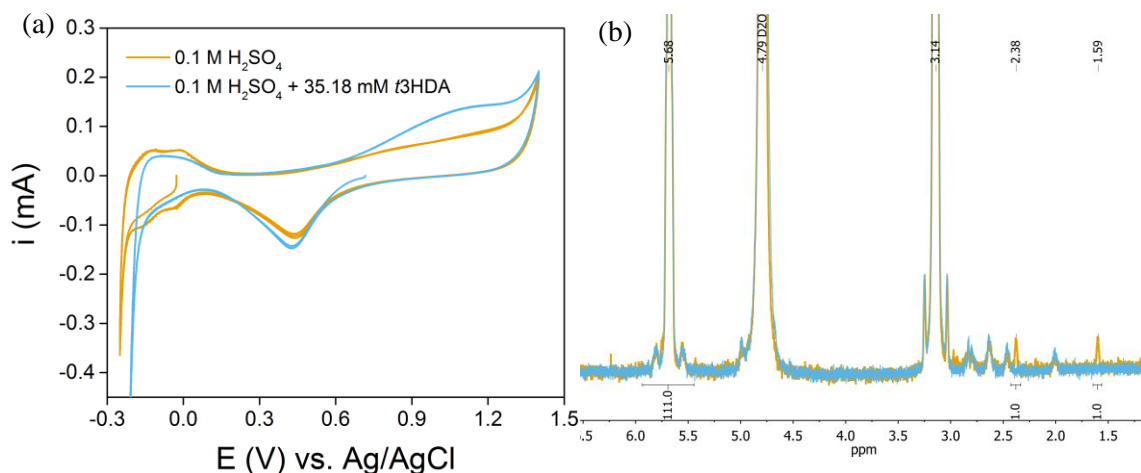 (a)
0.3
0.2
0.1
0.0
-0.1
-0.2
-0.3
-0.4
i (mA)
0.1 M H₂SO₄
0.1 M H₂SO₄ + 35.18 mM t3HDA
-0.3 0.0 0.3 0.6 0.9 1.2 1.5
E (V) vs. Ag/AgCl
(b)
5.68
4.79 D2O
3.14
2.38
1.59
111.0
1.0
1.0
.5 6.0 5.5 5.0 4.5 4.0 3.5 3.0 2.5 2.0 1.5
ppm